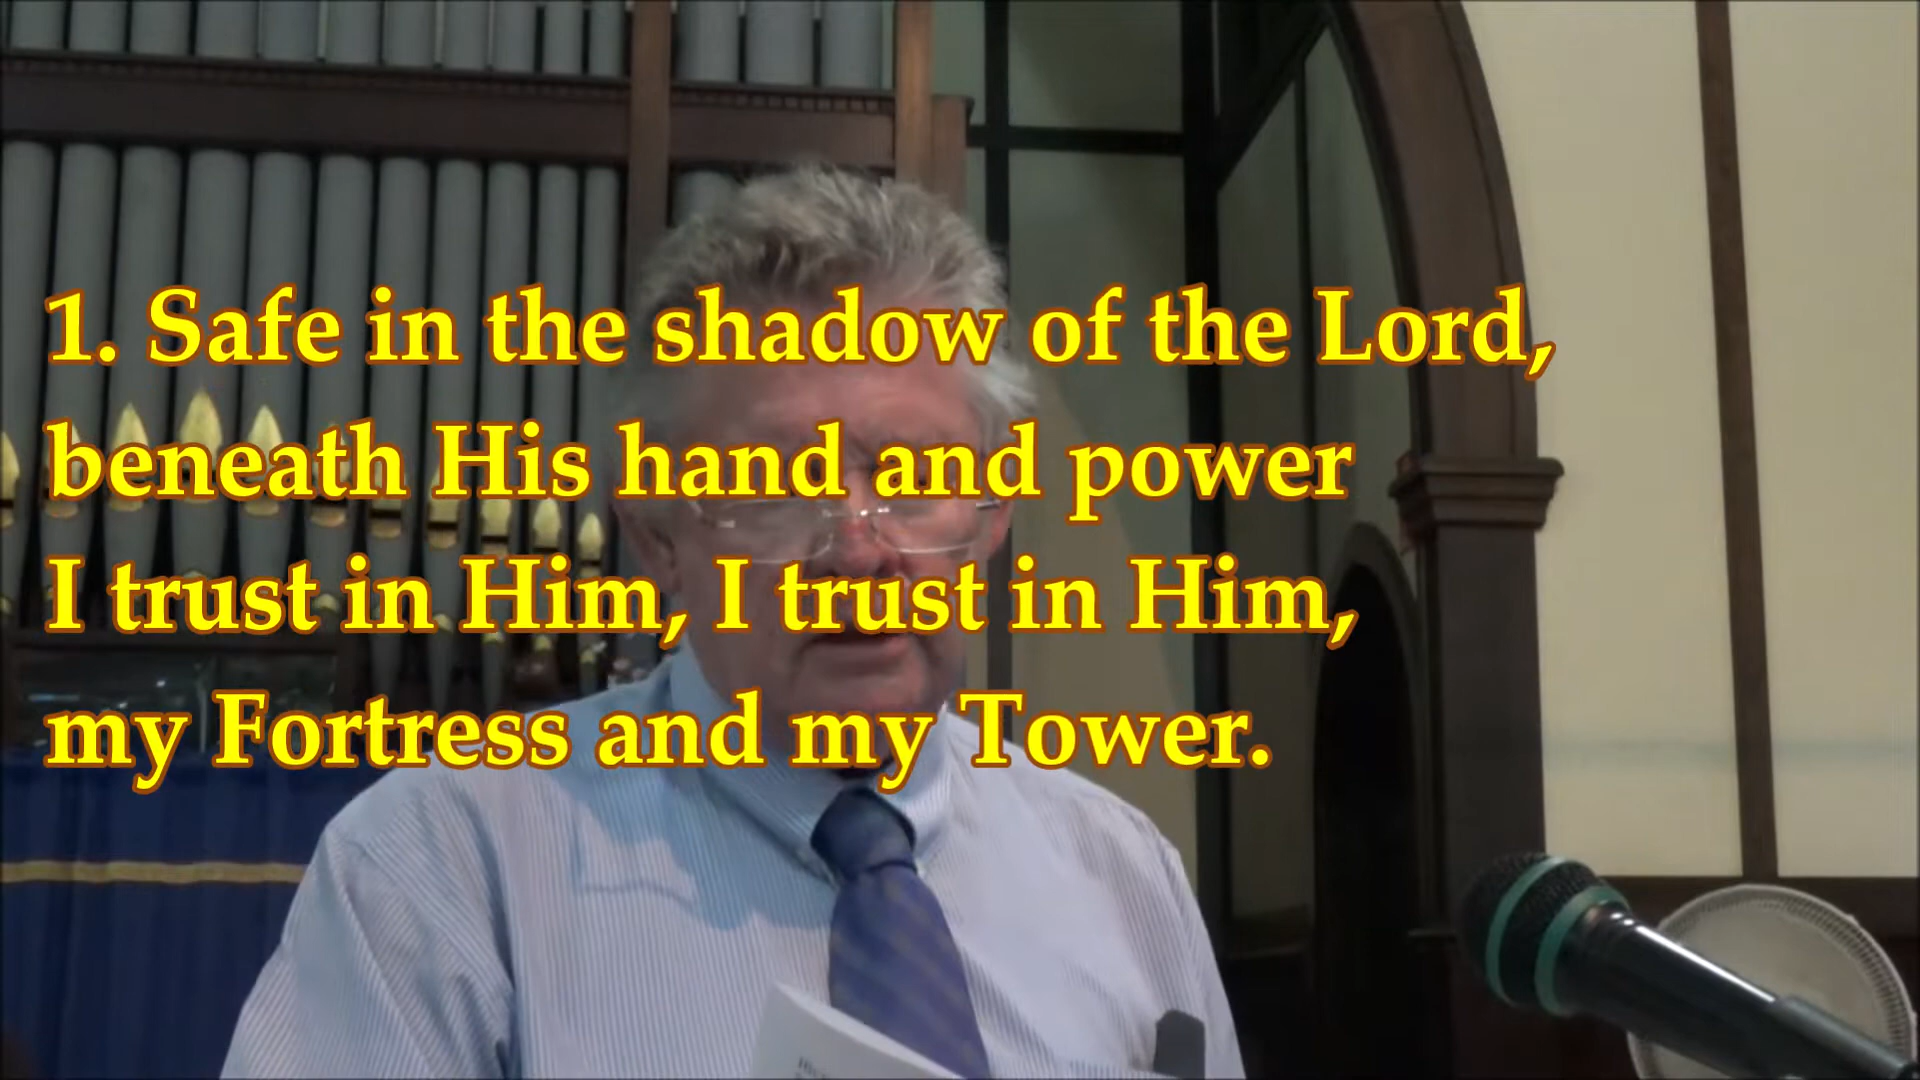 1. Safe in the shadow of the Lord,
beneath His hand and power
I trust in Him, I trust in Him,
my Fortress and my Tower.